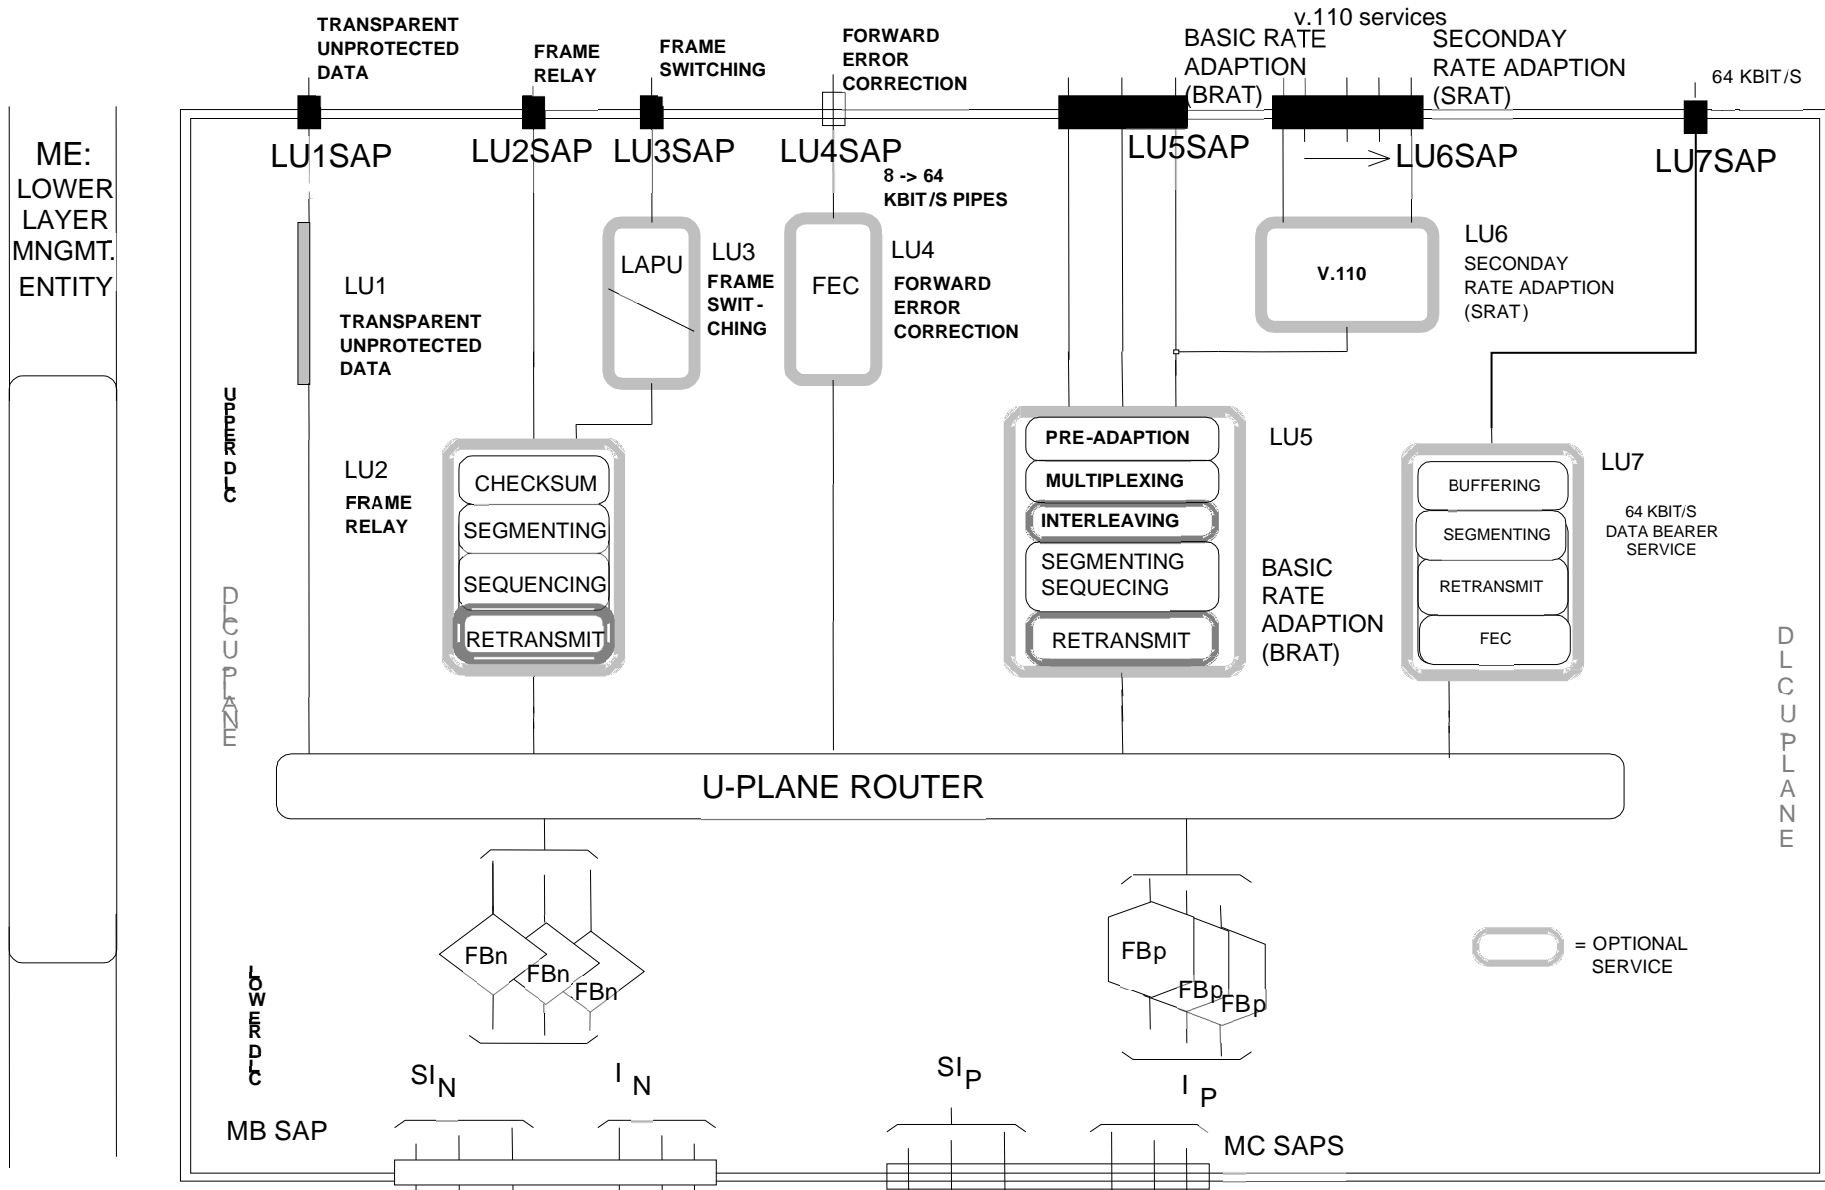 TRANSPARENT
UNPROTECTED
DATA
FRAME
RELAY
FRAME
SWITCHING
FORWARD
ERROR
CORRECTION
v.110 services
BASIC RATE
ADAPTION
(BRAT)
SECONDAY
RATE ADAPTION
(SRAT)
64 KBIT/S
ME:
LOWER
LAYER
MNGMT.
ENTITY
LU1SAP
LU2SAP
LU3SAP
LU4SAP
LU5SAP
LU6SAP
LU7SAP
8 -> 64
KBIT/S PIPES
LU1
TRANSPARENT
UNPROTECTED
DATA
LAPU
LU3
FRAME
SWIT-
CHING
FEC
LU4
FORWARD
ERROR
CORRECTION
V.110
LU6
SECONDAY
RATE ADAPTION
(SRAT)
UPPER DLC
LU2
FRAME
RELAY
CHECKSUM
SEGMENTING
SEQUENCING
RETRANSMIT
PRE-ADAPTION
MULTIPLEXING
INTERLEAVING
SEGMENTING
SEQUECING
RETRANSMIT
LU5
BASIC
RATE
ADAPTION
(BRAT)
BUFFERING
SEGMENTING
RETRANSMIT
FEC
LU7
64 KBIT/S
DATA BEARER
SERVICE
DLC U-PLANE
DLC U-PLANE
U-PLANE ROUTER
FBn
FBn
FBn
FBp
FBp
FBp
= OPTIONAL
SERVICE
LOWER DLC
SIN
IN
SIP
IP
MB SAP
MC SAPS